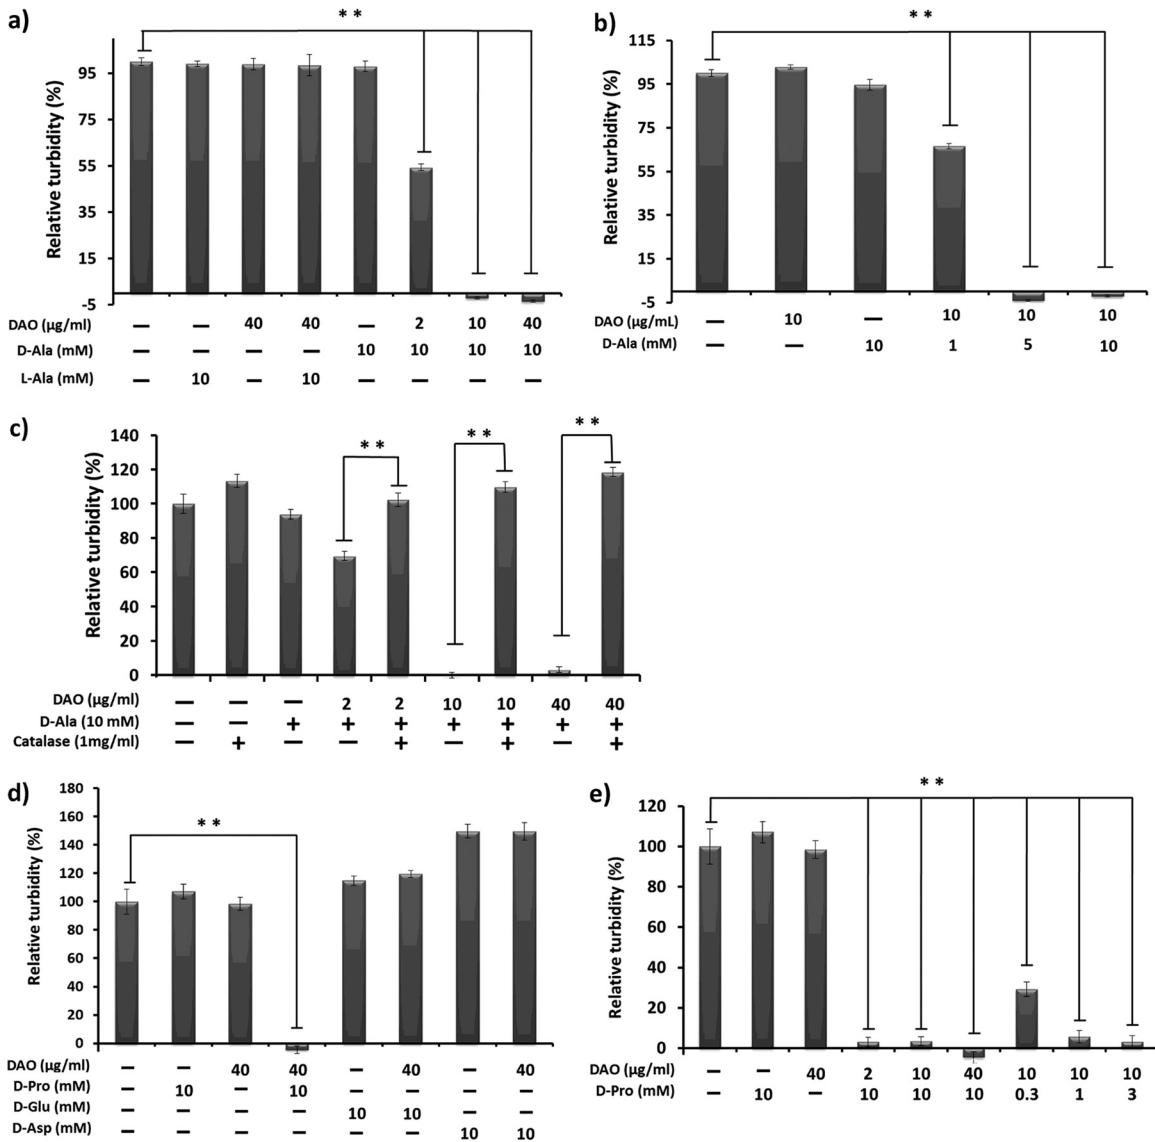 a)
* *
Relative turbidity (%)
95
75
55
35
15
-5
DAO (µg/ml) — — 40 40 — 2 10 40
D-Ala (mM) — — — — 10 10 10 10
L-Ala (mM) — 10 — 10 — — — —
b)
* *
Relative turbidity (%)
115
95
75
55
35
15
-5
DAO (µg/mL) — 10 — 10 10 10
D-Ala (mM) — — 10 1 5 10
c)
* *
* *
* *
Relative turbidity (%)
140
120
100
80
60
40
20
0
DAO (µg/ml) — — — 2 2 10 10 40 40
D-Ala (10 mM) — — + + + + + + +
Catalase (1mg/ml) — + — — + — + — +
d)
* *
Relative turbidity (%)
180
160
140
120
100
80
60
40
20
0
DAO (µg/ml) — — 40 40 — 40 — 40
D-Pro (mM) — 10 — 10 — — — —
D-Glu (mM) — — — — 10 10 — —
D-Asp (mM) — — — — — — 10 10
e)
* *
Relative turbidity (%)
120
100
80
60
40
20
0
DAO (µg/ml) — — 40 2 10 40 10 10 10
D-Pro (mM) — 10 — 10 10 10 0.3 1 3